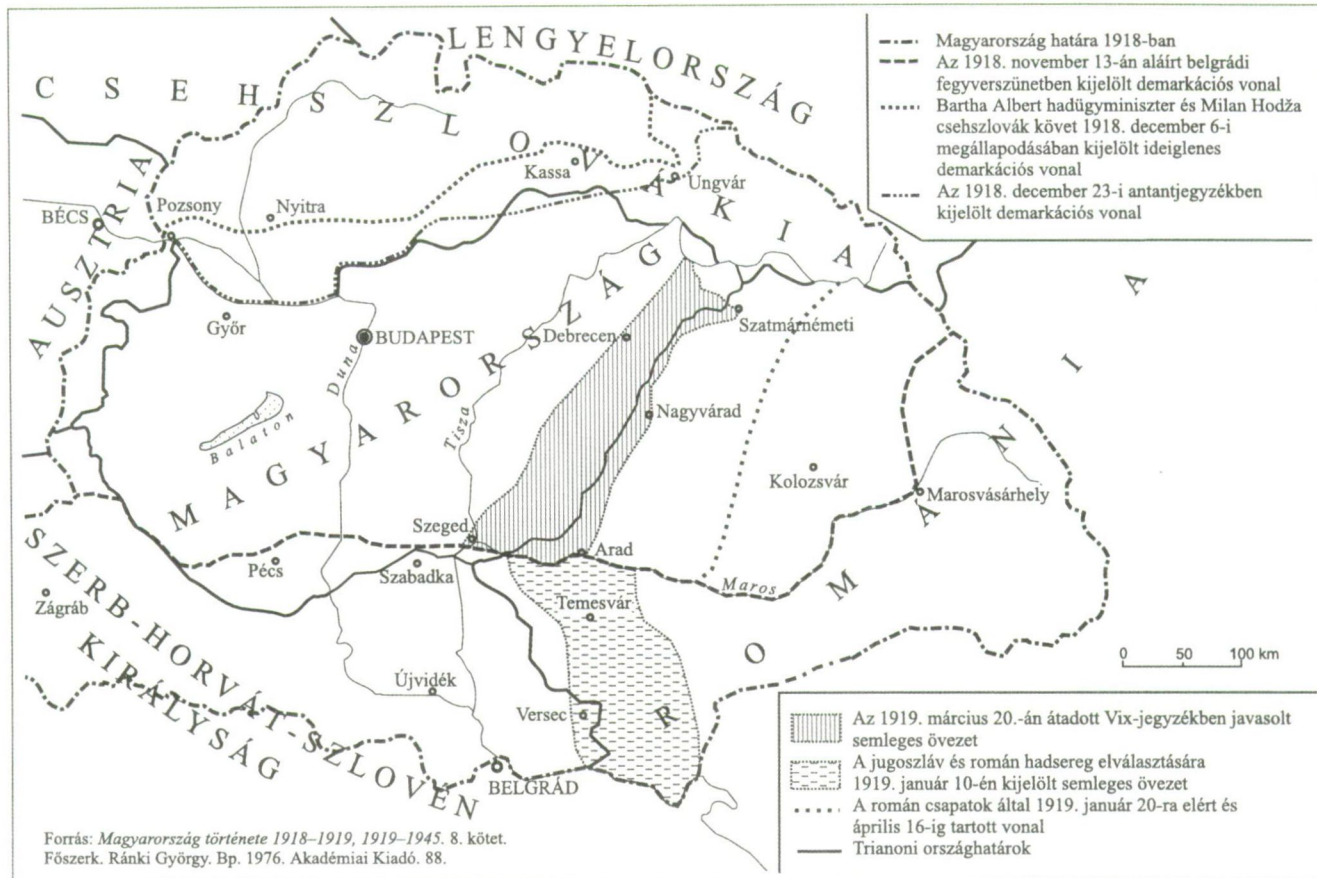 LENGYELORSZÁG
CSEHSZLOVÁKIA
AUSZTRIA
MAGYARORSZÁG
ROMÁNIA
SZERB-HORVÁT-SZLOVÉN
KIRÁLYSÁG
BÉCS
Pozsony
Nyitra
Kassa
Ungvár
Győr
BUDAPEST
Duna
Balaton
Tisza
Debrecen
Szatmárnémeti
Nagyvárad
Kolozsvár
Marosvásárhely
Szeged
Arad
Maros
Pécs
Szabadka
Temesvár
Zágráb
Újvidék
Versec
BELGRÁD
Magyarország határa 1918-ban
Az 1918. november 13-án aláírt belgrádi
fegyverszünetben kijelölt demarkációs vonal
Bartha Albert hadügyminiszter és Milan Hodža
csehszlovák követ 1918. december 6-i
megállapodásában kijelölt ideiglenes
demarkációs vonal
Az 1918. december 23-i antantjegyzékben
kijelölt demarkációs vonal
0 50 100 km
Az 1919. március 20.-án átadott Vix-jegyzékben javasolt
semleges övezet
A jugoszláv és román hadsereg elválasztására
1919. január 10-én kijelölt semleges övezet
A román csapatok által 1919. január 20-ra elért és
április 16-ig tartott vonal
Trianoni országhatárok
Forrás: Magyarország története 1918–1919, 1919–1945. 8. kötet.
Főszerk. Ránki György. Bp. 1976. Akadémiai Kiadó. 88.